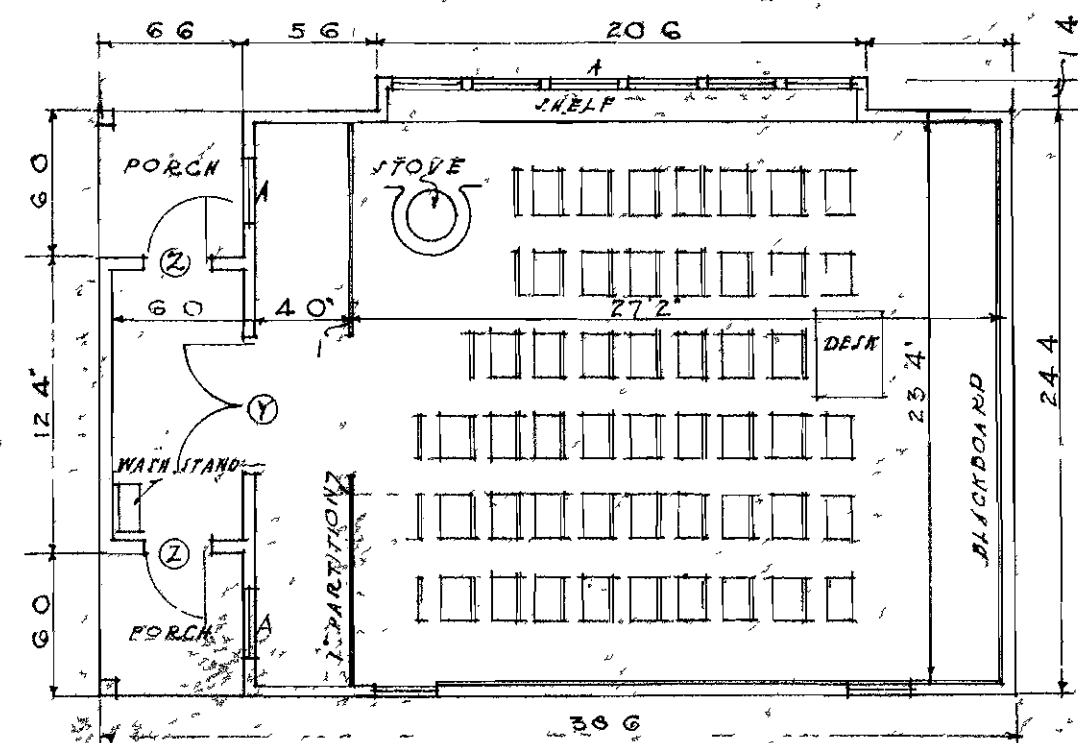 6 6
5 6
20 6
1 4
A
SHELF
PORCH
STOVE
6 0
A
Z
6 0
4 0"
27'2"
DESK
12 4"
Y
23 4'
24 4
WASH STAND
BLACKBOARD
Z
2" PARTITION
6 0
PORCH
A
38 6